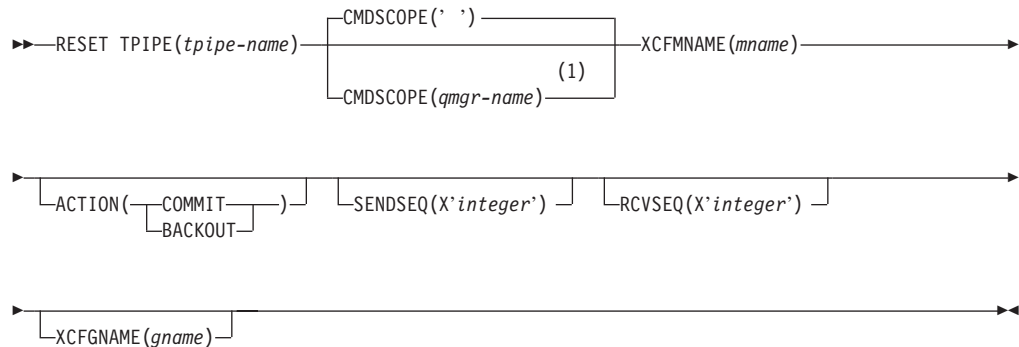 CMDSCOPE(' ')
RESET TPIPE(tpipe-name) XCFMNAME(mname)
(1)
CMDSCOPE(qmgr-name)
ACTION( COMMIT ) SENDSEQ(X'integer') RCVSEQ(X'integer')
BACKOUT
XCFGNAME(gname)